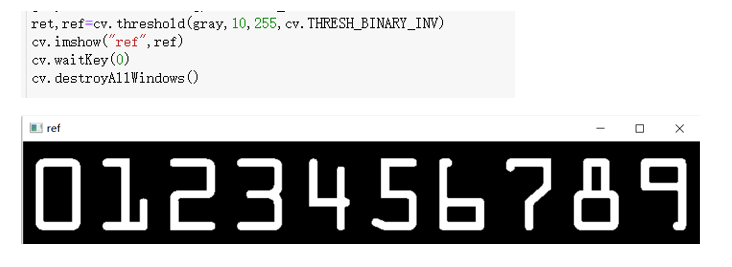 ret,ref=cv.threshold(gray,10,255,cv.THRESH_BINARY_INV)
cv.imshow("ref",ref)
cv.waitKey(0)
cv.destroyAllWindows()
ref
0123456789